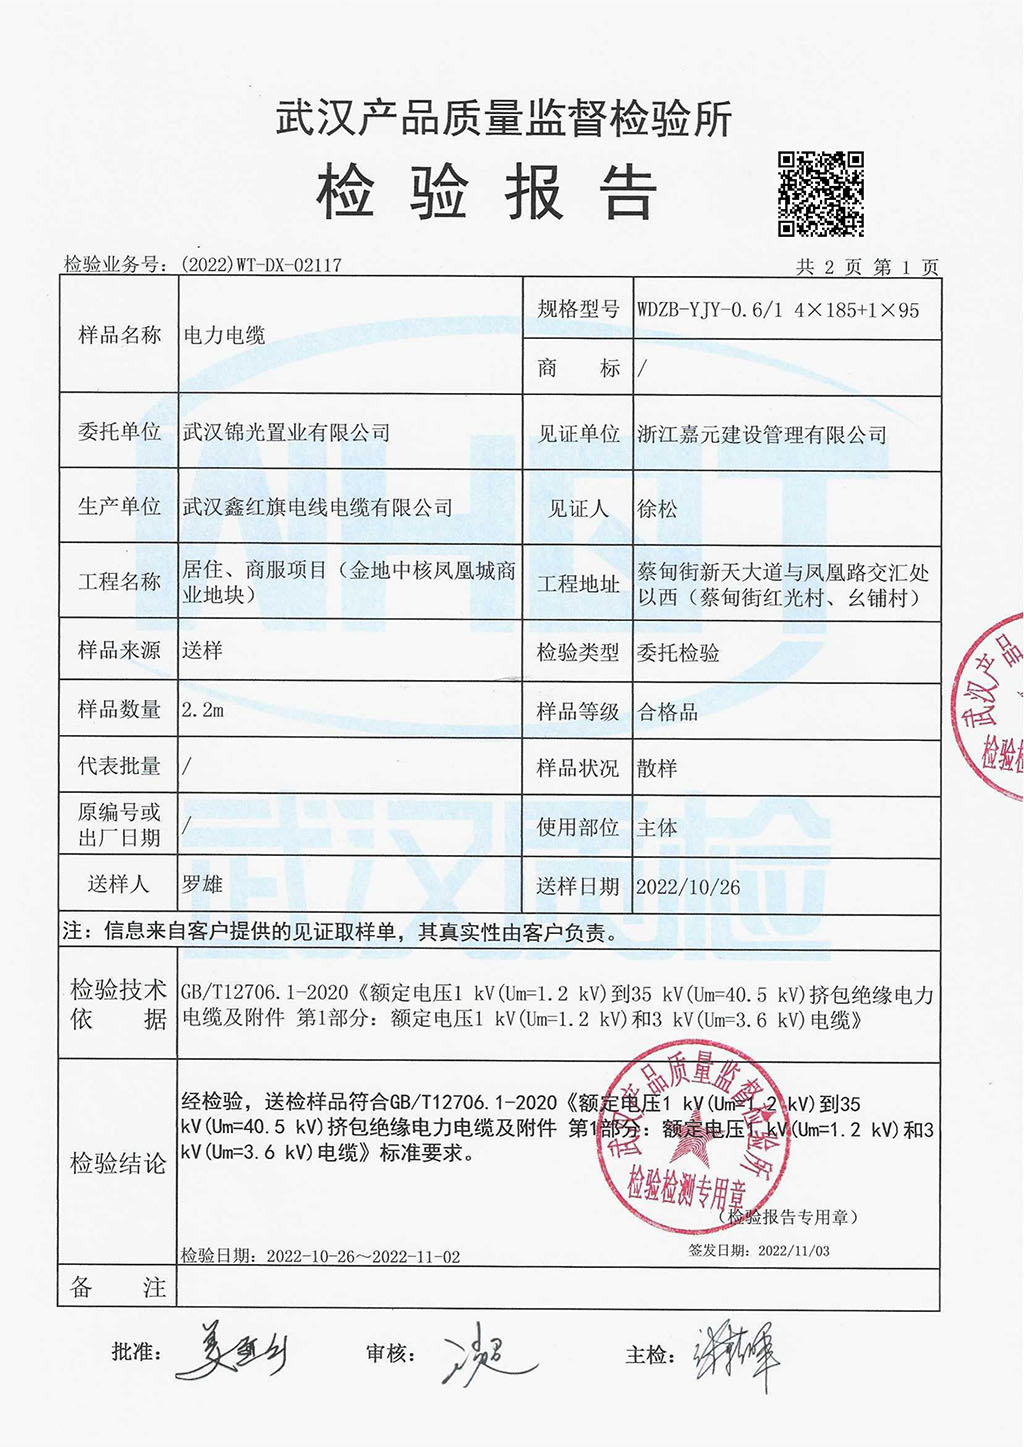 武汉产品质量监督检验所
检验报告
检验业务号：(2022)WT-DX-02117
共 2 页 第 1 页
样品名称
电力电缆
规格型号
WDZB-YJY-0.6/1 4×185+1×95
商 标
/
委托单位
武汉锦光置业有限公司
见证单位
浙江嘉元建设管理有限公司
生产单位
武汉鑫红旗电线电缆有限公司
见证人
徐松
工程名称
居住、商服项目（金地中核凤凰城商
业地块）
工程地址
蔡甸街新天大道与凤凰路交汇处
以西（蔡甸街红光村、幺铺村）
样品来源
送样
检验类型
委托检验
样品数量
2.2m
样品等级
合格品
代表批量
/
样品状况
散样
原编号或
出厂日期
/
使用部位
主体
送样人
罗雄
送样日期
2022/10/26
注：信息来自客户提供的见证取样单，其真实性由客户负责。
检验技术
依 据
GB/T12706.1-2020《额定电压1 kV(Um=1.2 kV)到35 kV(Um=40.5 kV)挤包绝缘电力
电缆及附件 第1部分：额定电压1 kV(Um=1.2 kV)和3 kV(Um=3.6 kV)电缆》
检验结论
经检验，送检样品符合GB/T12706.1-2020《额定电压1 kV(Um=1.2 kV)到35
kV(Um=40.5 kV)挤包绝缘电力电缆及附件 第1部分：额定电压1 kV(Um=1.2 kV)和3
kV(Um=3.6 kV)电缆》标准要求。
武汉产品质量监督检验所
检验检测专用章
（检验报告专用章）
检验日期：2022-10-26～2022-11-02
签发日期：2022/11/03
备 注
批准：
审核：
主检：
武汉产品
检验检
WHQT
武汉质检